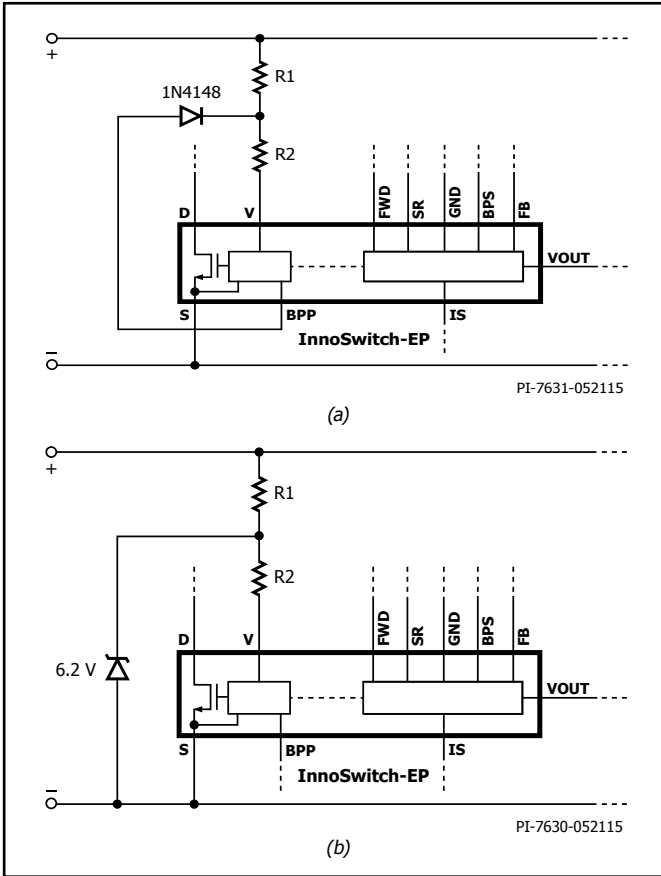 +
R1
1N4148
R2
D
V
FWD
SR
GND
BPS
FB
VOUT
S
BPP
IS
InnoSwitch-EP
–
PI-7631-052115
(a)
+
R1
R2
D
V
FWD
SR
GND
BPS
FB
6.2 V
VOUT
S
BPP
IS
InnoSwitch-EP
–
PI-7630-052115
(b)